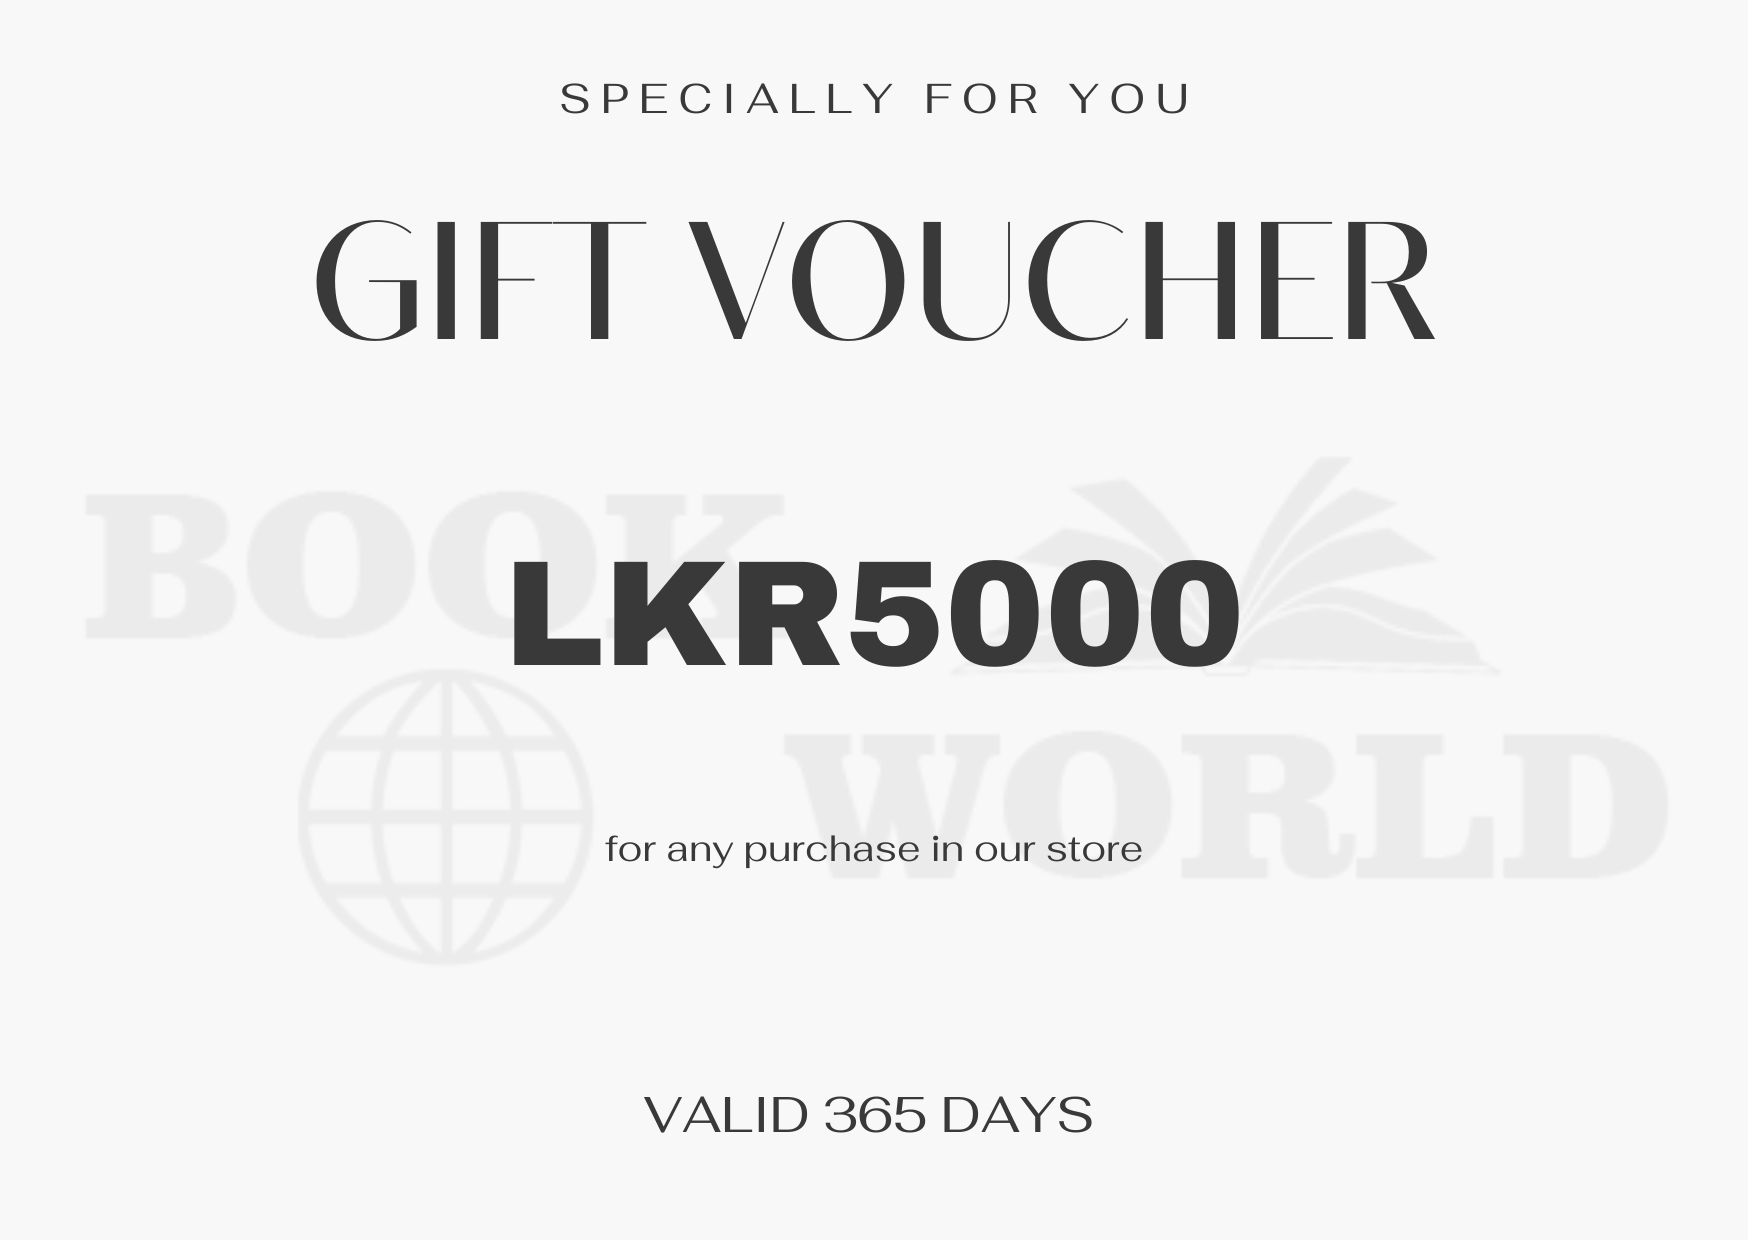 SPECIALLY FOR YOU
GIFT VOUCHER
BOOK
LKR5000
WORLD
for any purchase in our store
VALID 365 DAYS